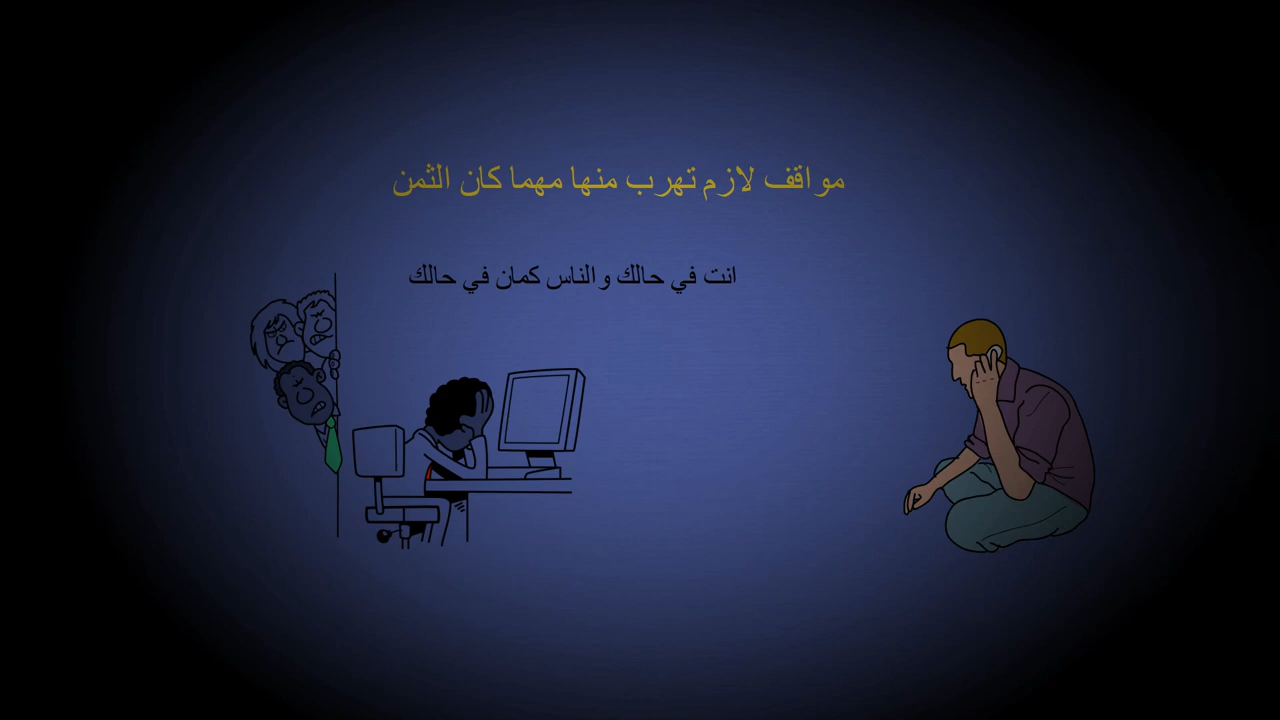 مواقف لازم تهرب منها مهما كان الثمن
انت في حالك والناس كمان في حالك